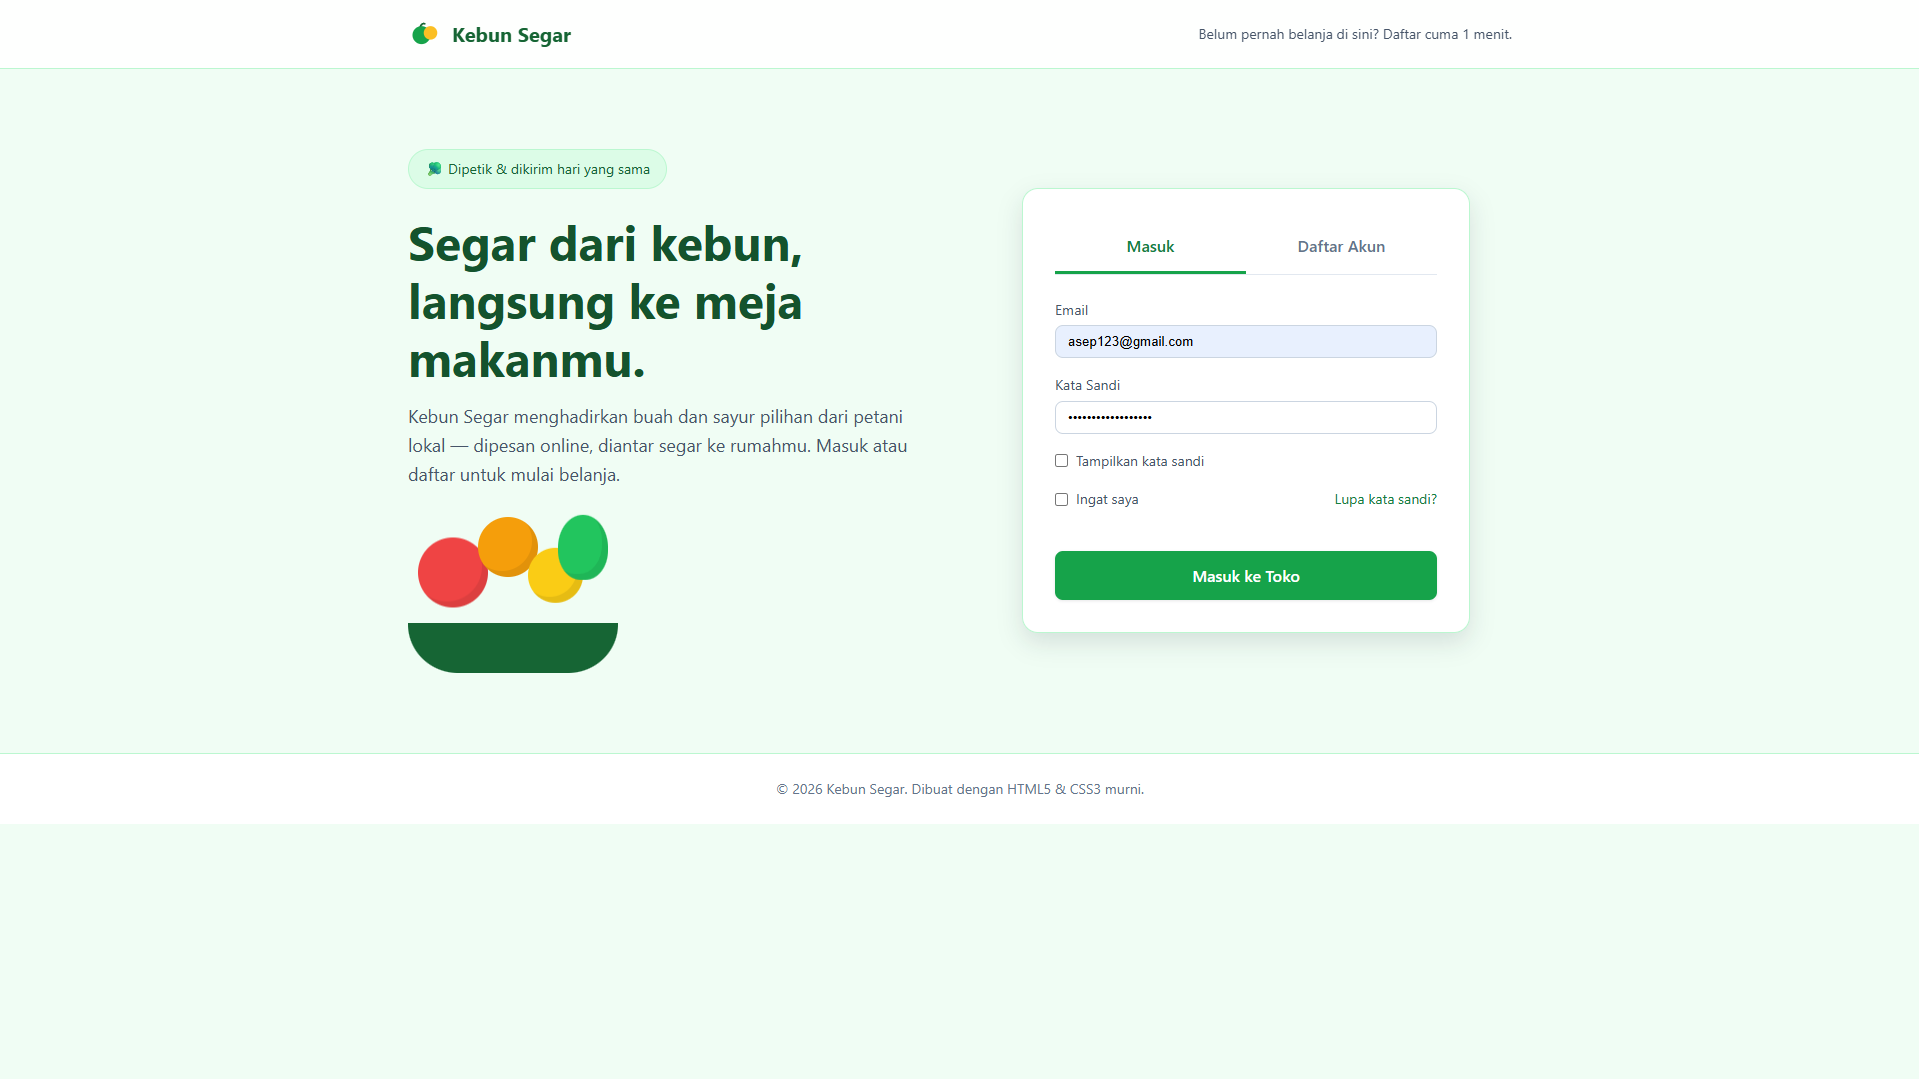 Kebun Segar
Belum pernah belanja di sini? Daftar cuma 1 menit.
Dipetik & dikirim hari yang sama
Segar dari kebun,
langsung ke meja
makanmu.
Kebun Segar menghadirkan buah dan sayur pilihan dari petani
lokal — dipesan online, diantar segar ke rumahmu. Masuk atau
daftar untuk mulai belanja.
Masuk
Daftar Akun
Email
asep123@gmail.com
Kata Sandi
••••••••••••••••••
Tampilkan kata sandi
Ingat saya
Lupa kata sandi?
Masuk ke Toko
© 2026 Kebun Segar. Dibuat dengan HTML5 & CSS3 murni.